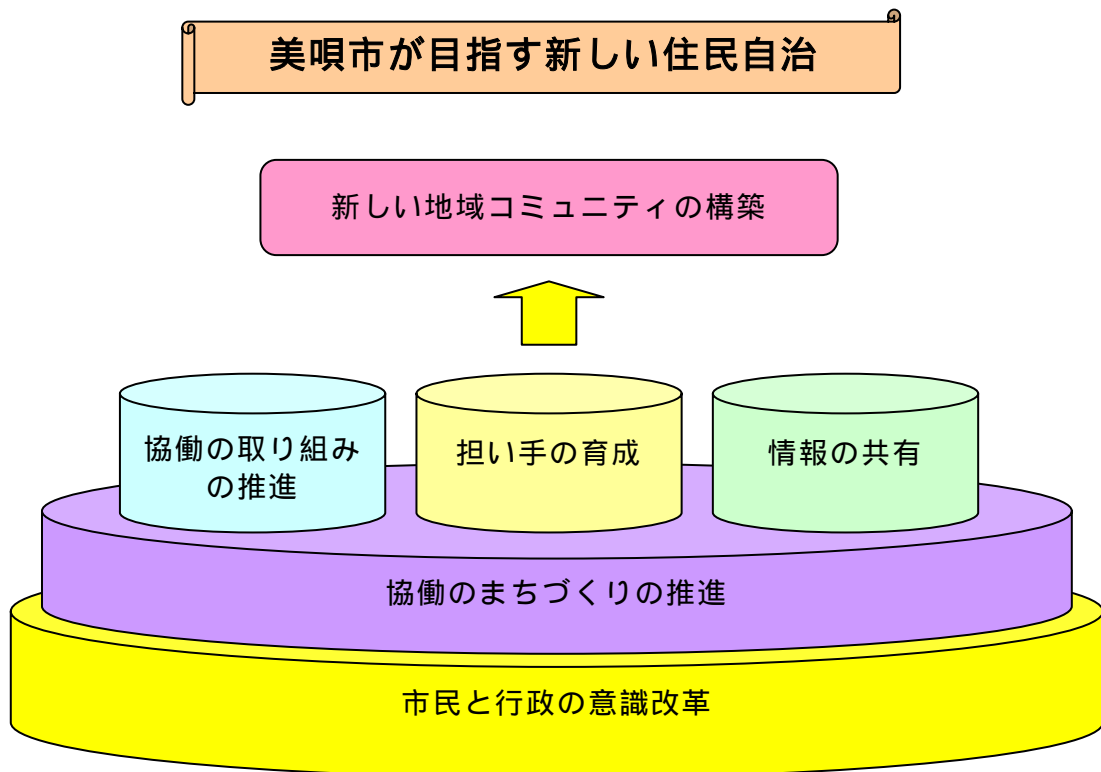 美唄市が目指す新しい住民自治
新しい地域コミュニティの構築
協働の取り組み
の推進
担い手の育成
情報の共有
協働のまちづくりの推進
市民と行政の意識改革